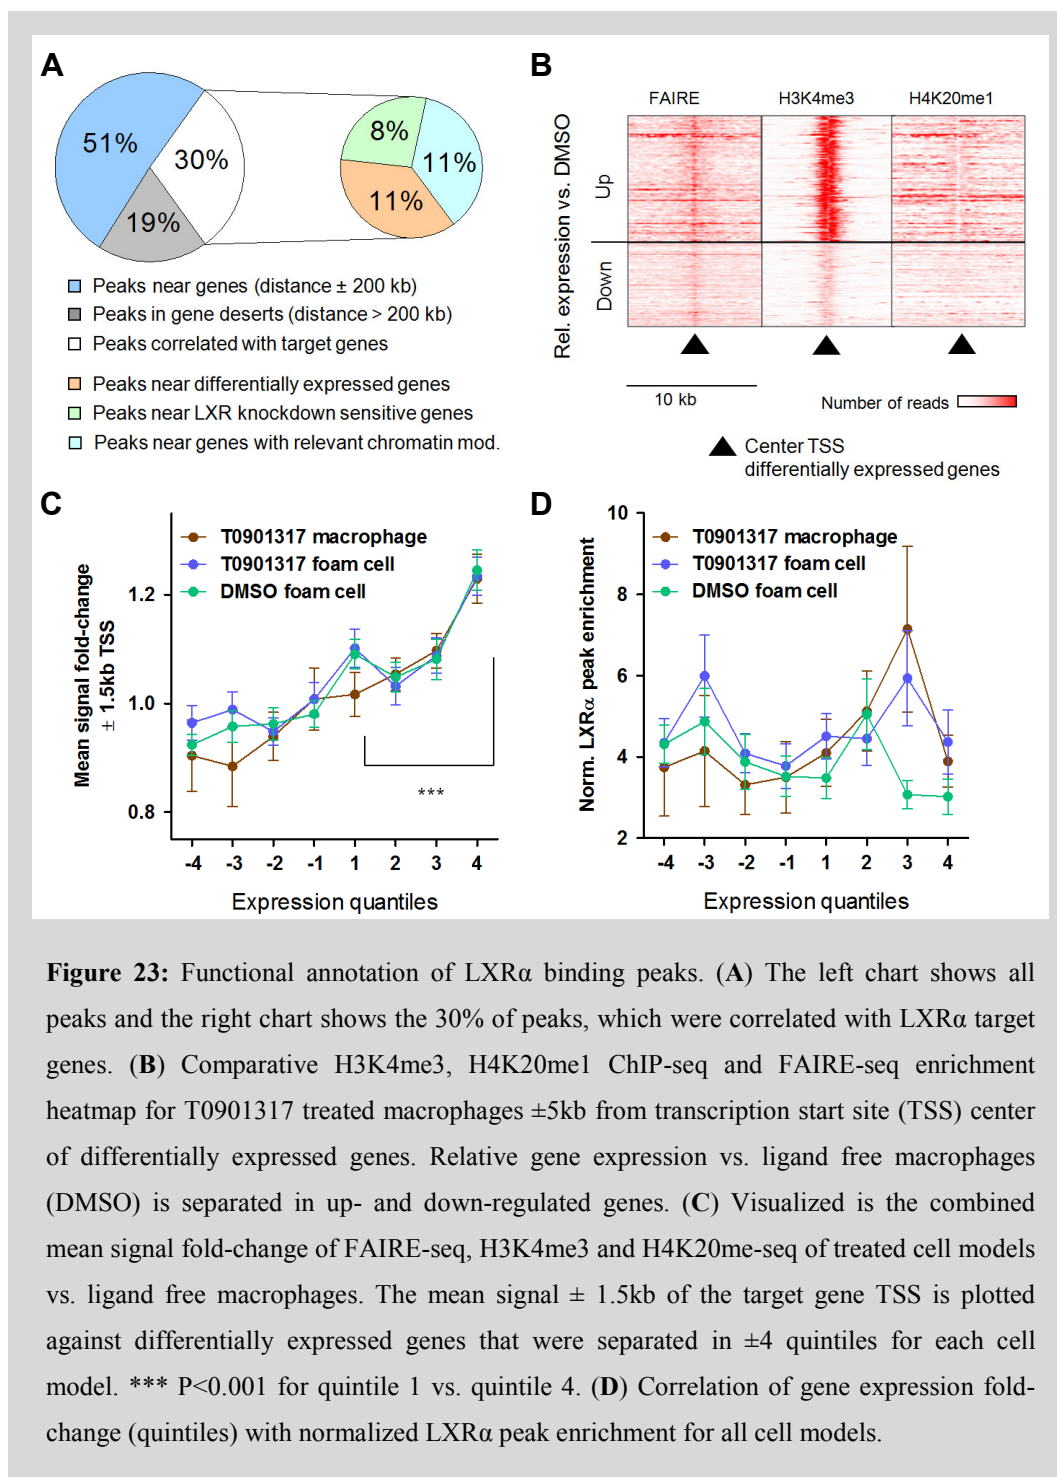 A
51%
30%
19%
8%
11%
11%
Peaks near genes (distance ± 200 kb)
Peaks in gene deserts (distance > 200 kb)
Peaks correlated with target genes
Peaks near differentially expressed genes
Peaks near LXR knockdown sensitive genes
Peaks near genes with relevant chromatin mod.
B
FAIRE H3K4me3 H4K20me1
Rel. expression vs. DMSO
Up
Down
10 kb
Number of reads
Center TSS
differentially expressed genes
C
T0901317 macrophage
T0901317 foam cell
DMSO foam cell
Mean signal fold-change
± 1.5kb TSS
1.2
1.0
0.8
***
-4 -3 -2 -1 1 2 3 4
Expression quantiles
D
T0901317 macrophage
T0901317 foam cell
DMSO foam cell
Norm. LXRα peak enrichment
10
8
6
4
2
-4 -3 -2 -1 1 2 3 4
Expression quantiles
Figure 23: Functional annotation of LXRα binding peaks. (A) The left chart shows all
peaks and the right chart shows the 30% of peaks, which were correlated with LXRα target
genes. (B) Comparative H3K4me3, H4K20me1 ChIP-seq and FAIRE-seq enrichment
heatmap for T0901317 treated macrophages ±5kb from transcription start site (TSS) center
of differentially expressed genes. Relative gene expression vs. ligand free macrophages
(DMSO) is separated in up- and down-regulated genes. (C) Visualized is the combined
mean signal fold-change of FAIRE-seq, H3K4me3 and H4K20me-seq of treated cell models
vs. ligand free macrophages. The mean signal ± 1.5kb of the target gene TSS is plotted
against differentially expressed genes that were separated in ±4 quintiles for each cell
model. *** P<0.001 for quintile 1 vs. quintile 4. (D) Correlation of gene expression fold-
change (quintiles) with normalized LXRα peak enrichment for all cell models.